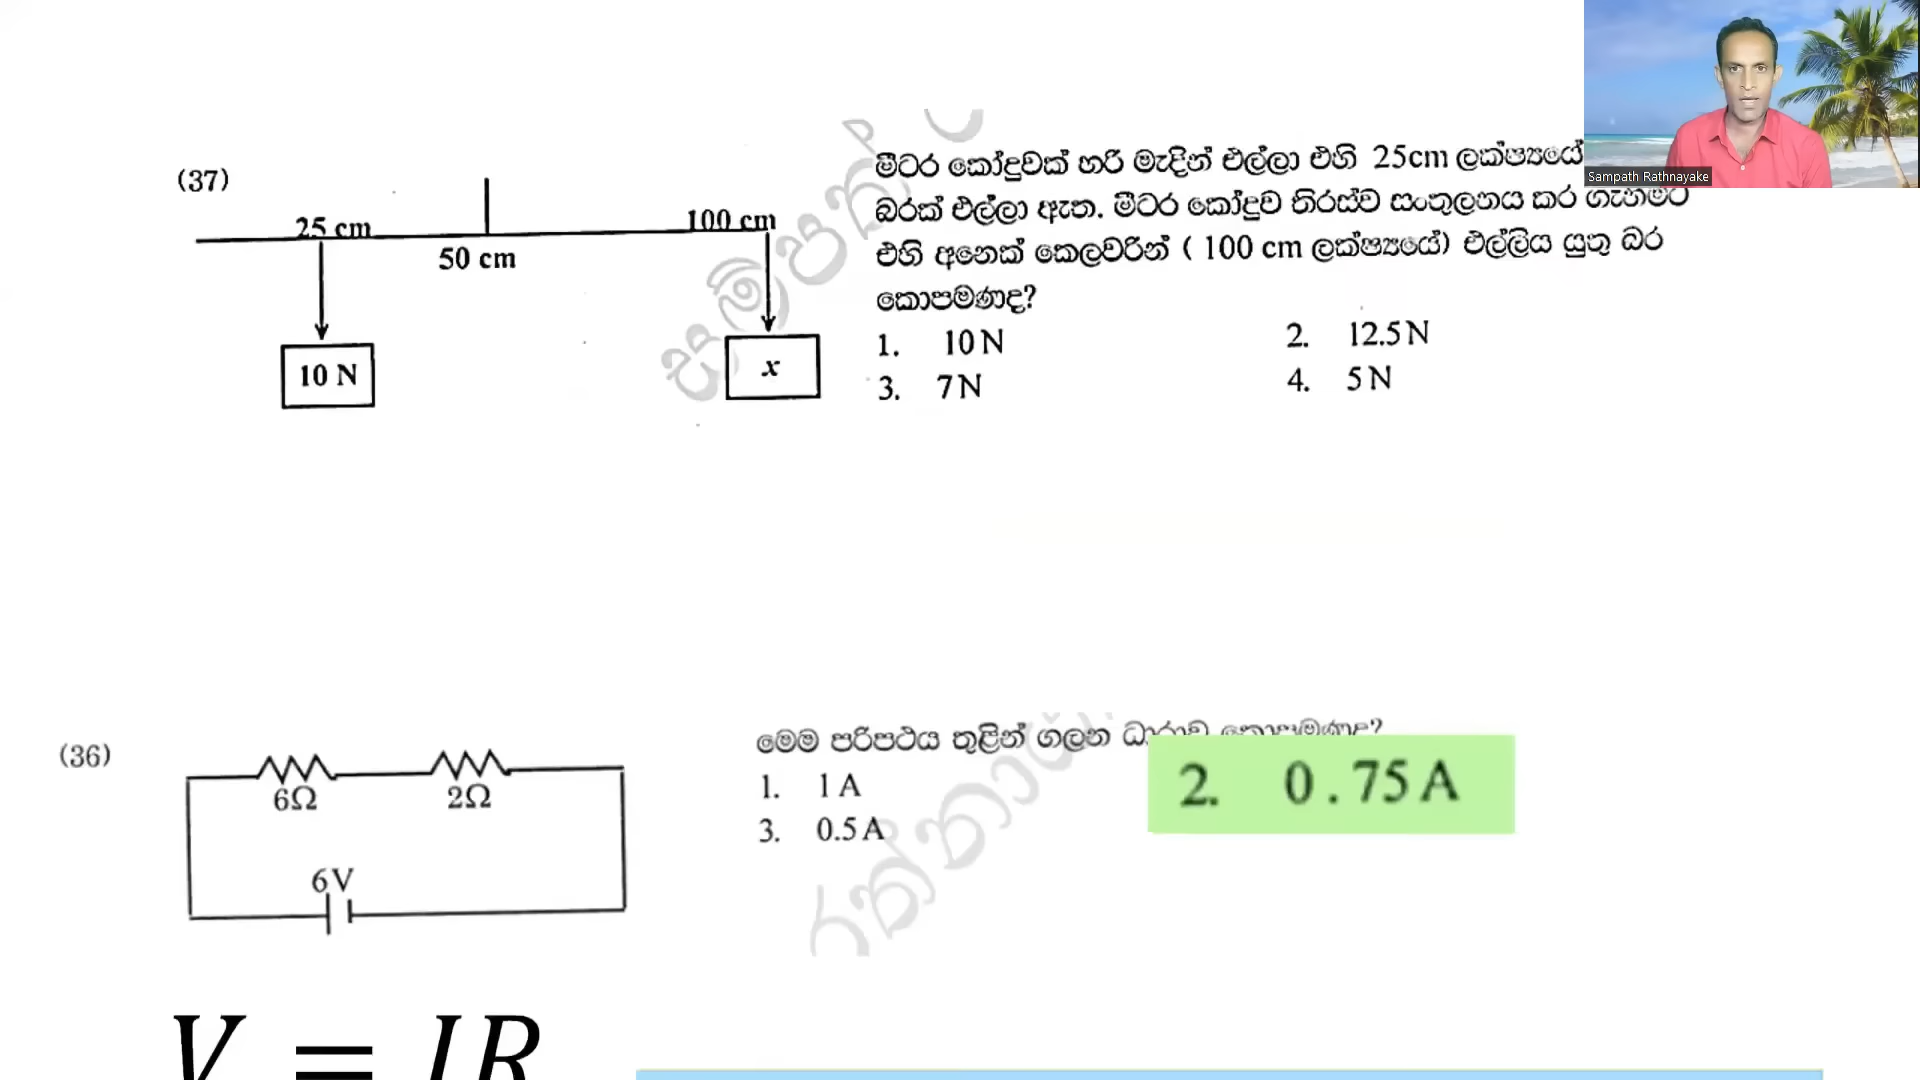 Sampath Rathnayake
(37)
25 cm
50 cm
100 cm
10 N
x
මීටර කෝදුවක් හරි මැදින් එල්ලා එහි 25cm ලක්ෂ්‍යයේ
බරක් එල්ලා ඇත. මීටර කෝදුව තිරස්ව සංතුලනය කර ගැනීමට
එහි අනෙක් කෙලවරින් ( 100 cm ලක්ෂ්‍යයේ) එල්ලිය යුතු බර
කොපමණද?
1. 10 N
2. 12.5 N
3. 7 N
4. 5 N
සම්පත්
(36)
6Ω
2Ω
6V
මෙම පරිපථය තුළින් ගලන ධාරාව කොපමණද?
1. 1 A
2. 0.75 A
3. 0.5 A
V = IR